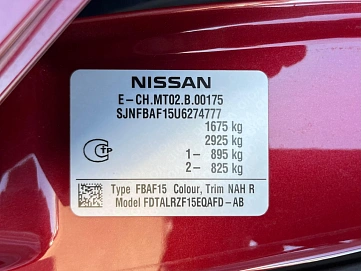 NISSAN
E-CH.MT02.B.00175
SJNFBAF15U6274777
1675 kg
2925 kg
1- 895 kg
2- 825 kg
Type FBAF15 Colour, Trim NAH R
Model FDTALRZF15EQAFD-AB